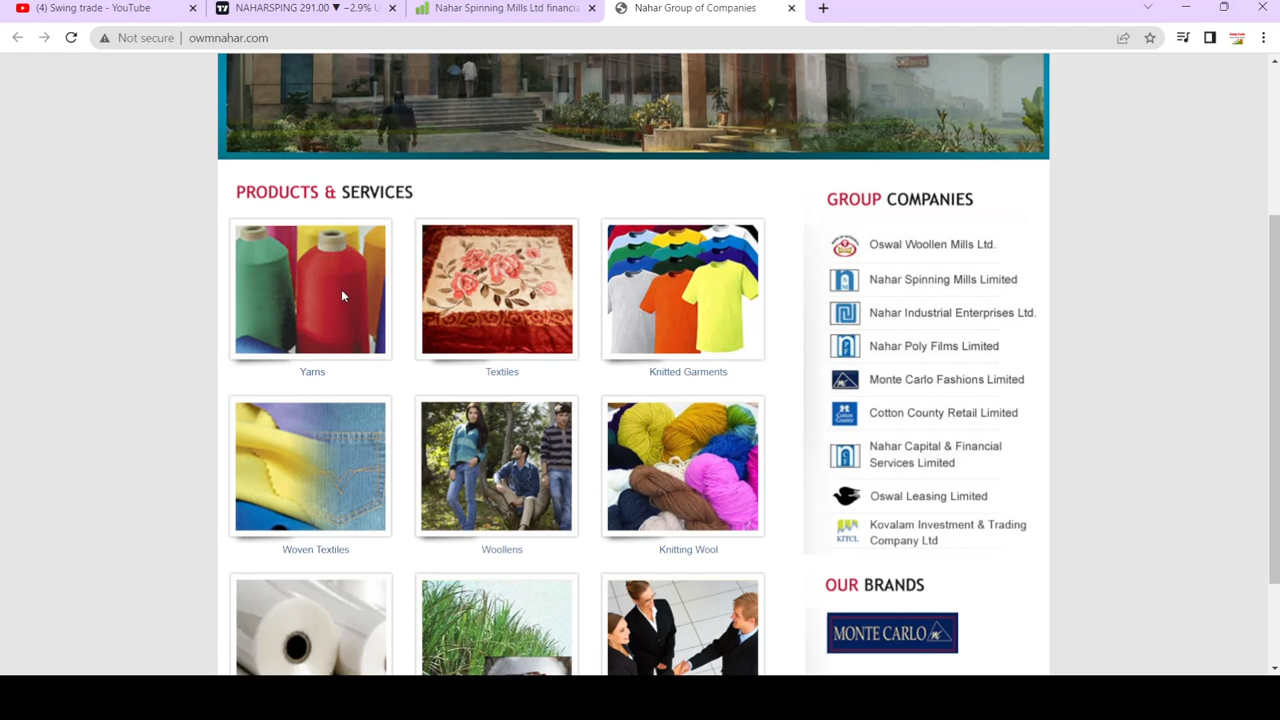 (4) Swing trade - YouTube
NAHARSPING 291.00 ▼ −2.9% U
Nahar Spinning Mills Ltd financia
Nahar Group of Companies
Not secure
owmnahar.com
PRODUCTS & SERVICES
Yarns
Textiles
Knitted Garments
Woven Textiles
Woollens
Knitting Wool
GROUP COMPANIES
Oswal Woollen Mills Ltd.
Nahar Spinning Mills Limited
Nahar Industrial Enterprises Ltd.
Nahar Poly Films Limited
Monte Carlo Fashions Limited
Cotton County Retail Limited
Nahar Capital & Financial
Services Limited
Oswal Leasing Limited
KITCL
Kovalam Investment & Trading
Company Ltd
OUR BRANDS
MONTE CARLO